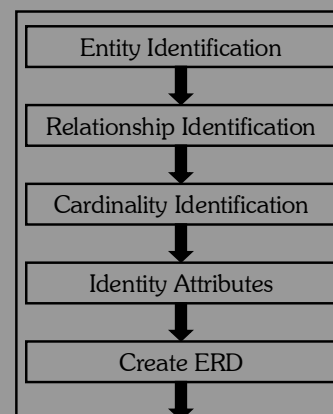 Entity Identification
Relationship Identification
Cardinality Identification
Identity Attributes
Create ERD